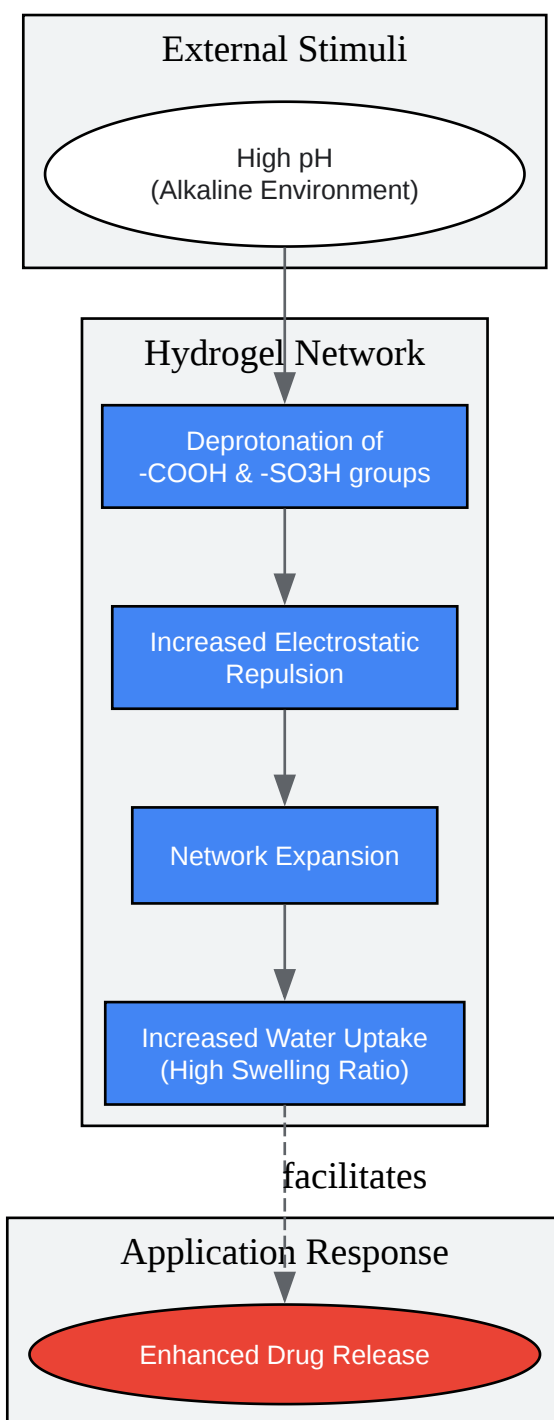 External Stimuli
High pH
(Alkaline Environment)
Hydrogel Network
Deprotonation of
-COOH & -SO3H groups
Increased Electrostatic
Repulsion
Network Expansion
Increased Water Uptake
(High Swelling Ratio)
facilitates
Application Response
Enhanced Drug Release